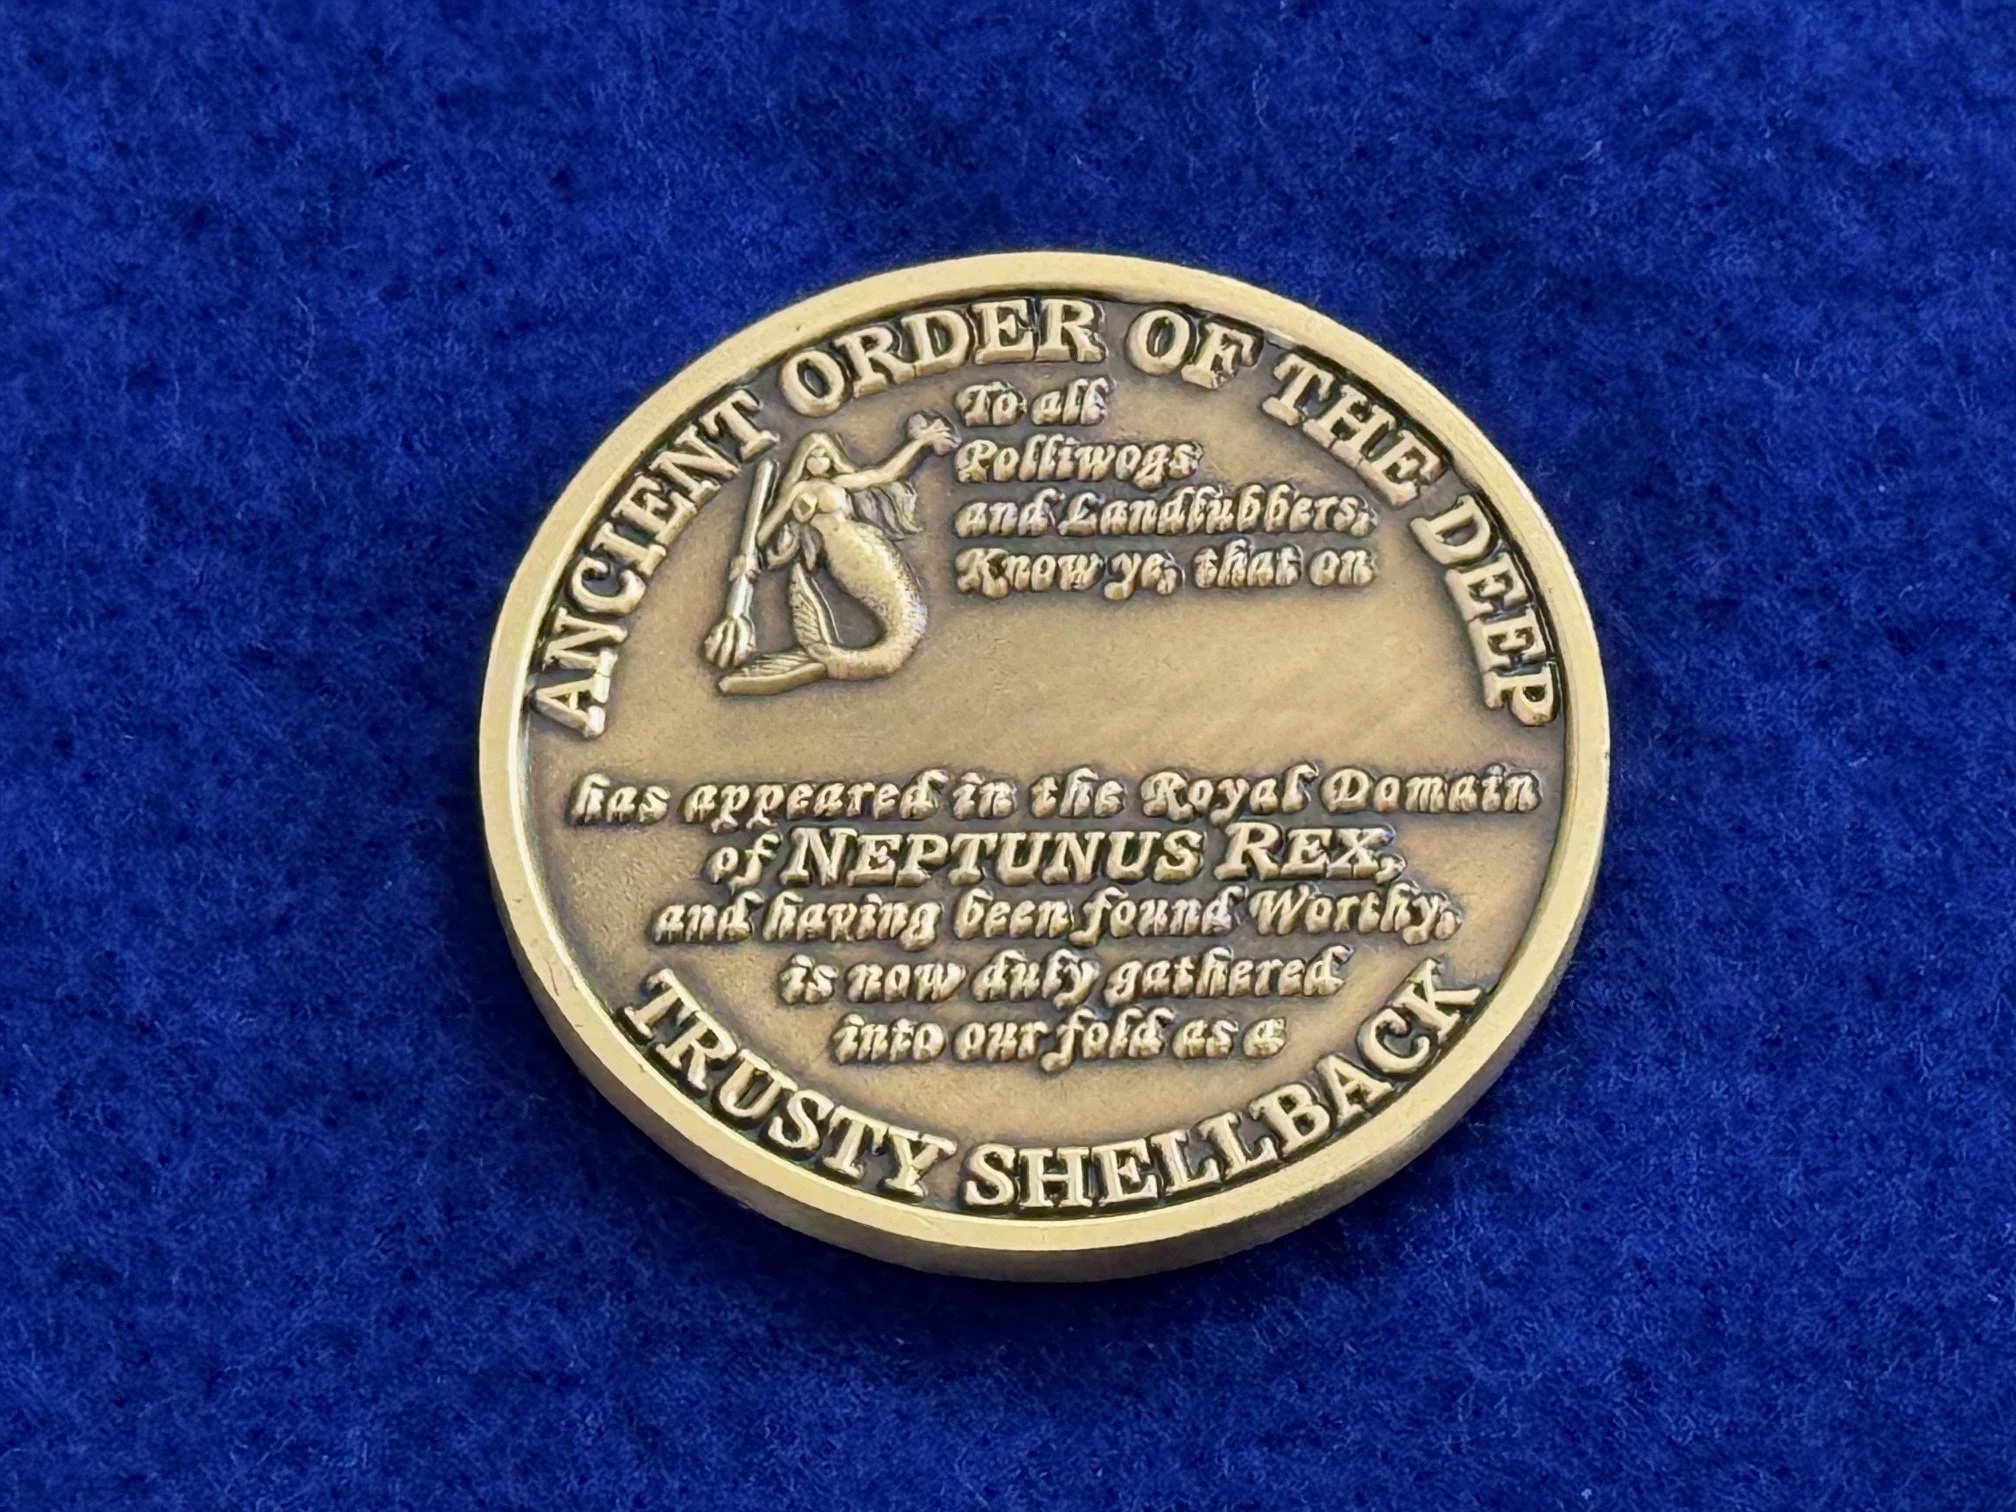 ANCIENT ORDER OF THE DEEP
To all
Polliwogs
and Landlubbers,
Know ye, that on
has appeared in the Royal Domain
of NEPTUNUS REX,
and having been found Worthy,
is now duly gathered
into our fold as a
TRUSTY SHELLBACK